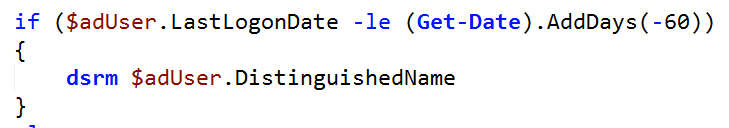 if ($adUser.LastLogonDate -le (Get-Date).AddDays(-60))
{
    dsrm $adUser.DistinguishedName
}